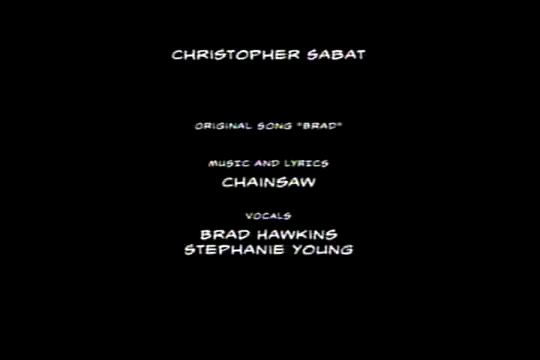 CHRISTOPHER SABAT
ORIGINAL SONG "BRAD"
MUSIC AND LYRICS
CHAINSAW
VOCALS
BRAD HAWKINS
STEPHANIE YOUNG